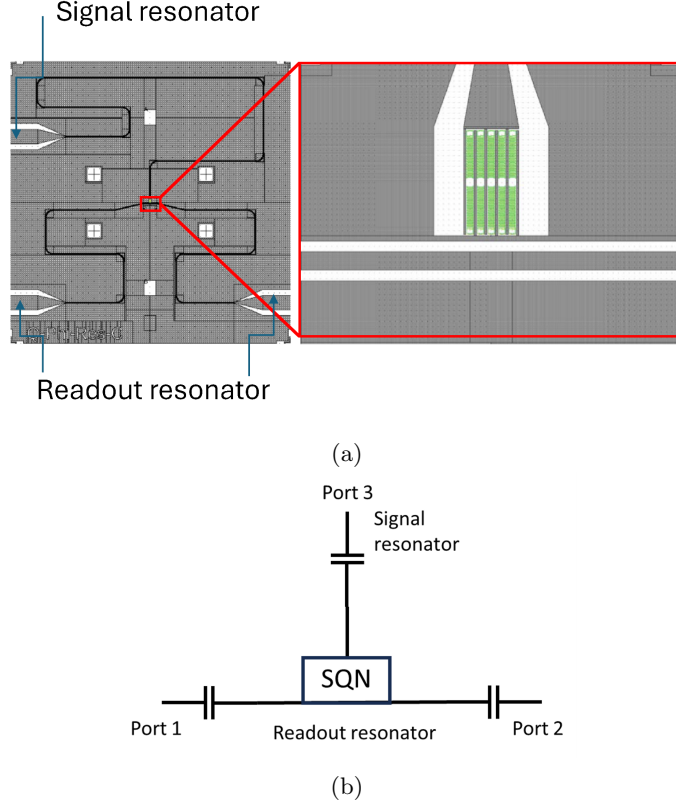 Signal resonator
Readout resonator
(a)
Port 3
Signal
resonator
SQN
Port 1
Readout resonator
Port 2
(b)